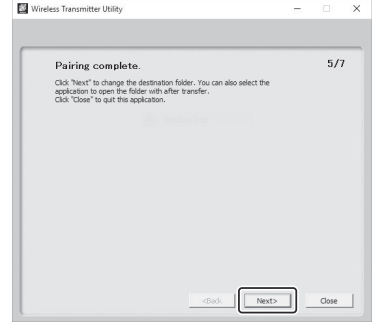 Wireless Transmitter Utility
Pairing complete.
5/7
Click "Next" to change the destination folder. You can also select the
application to open the folder with after transfer.
Click "Close" to quit this application.
<Back
Next>
Close